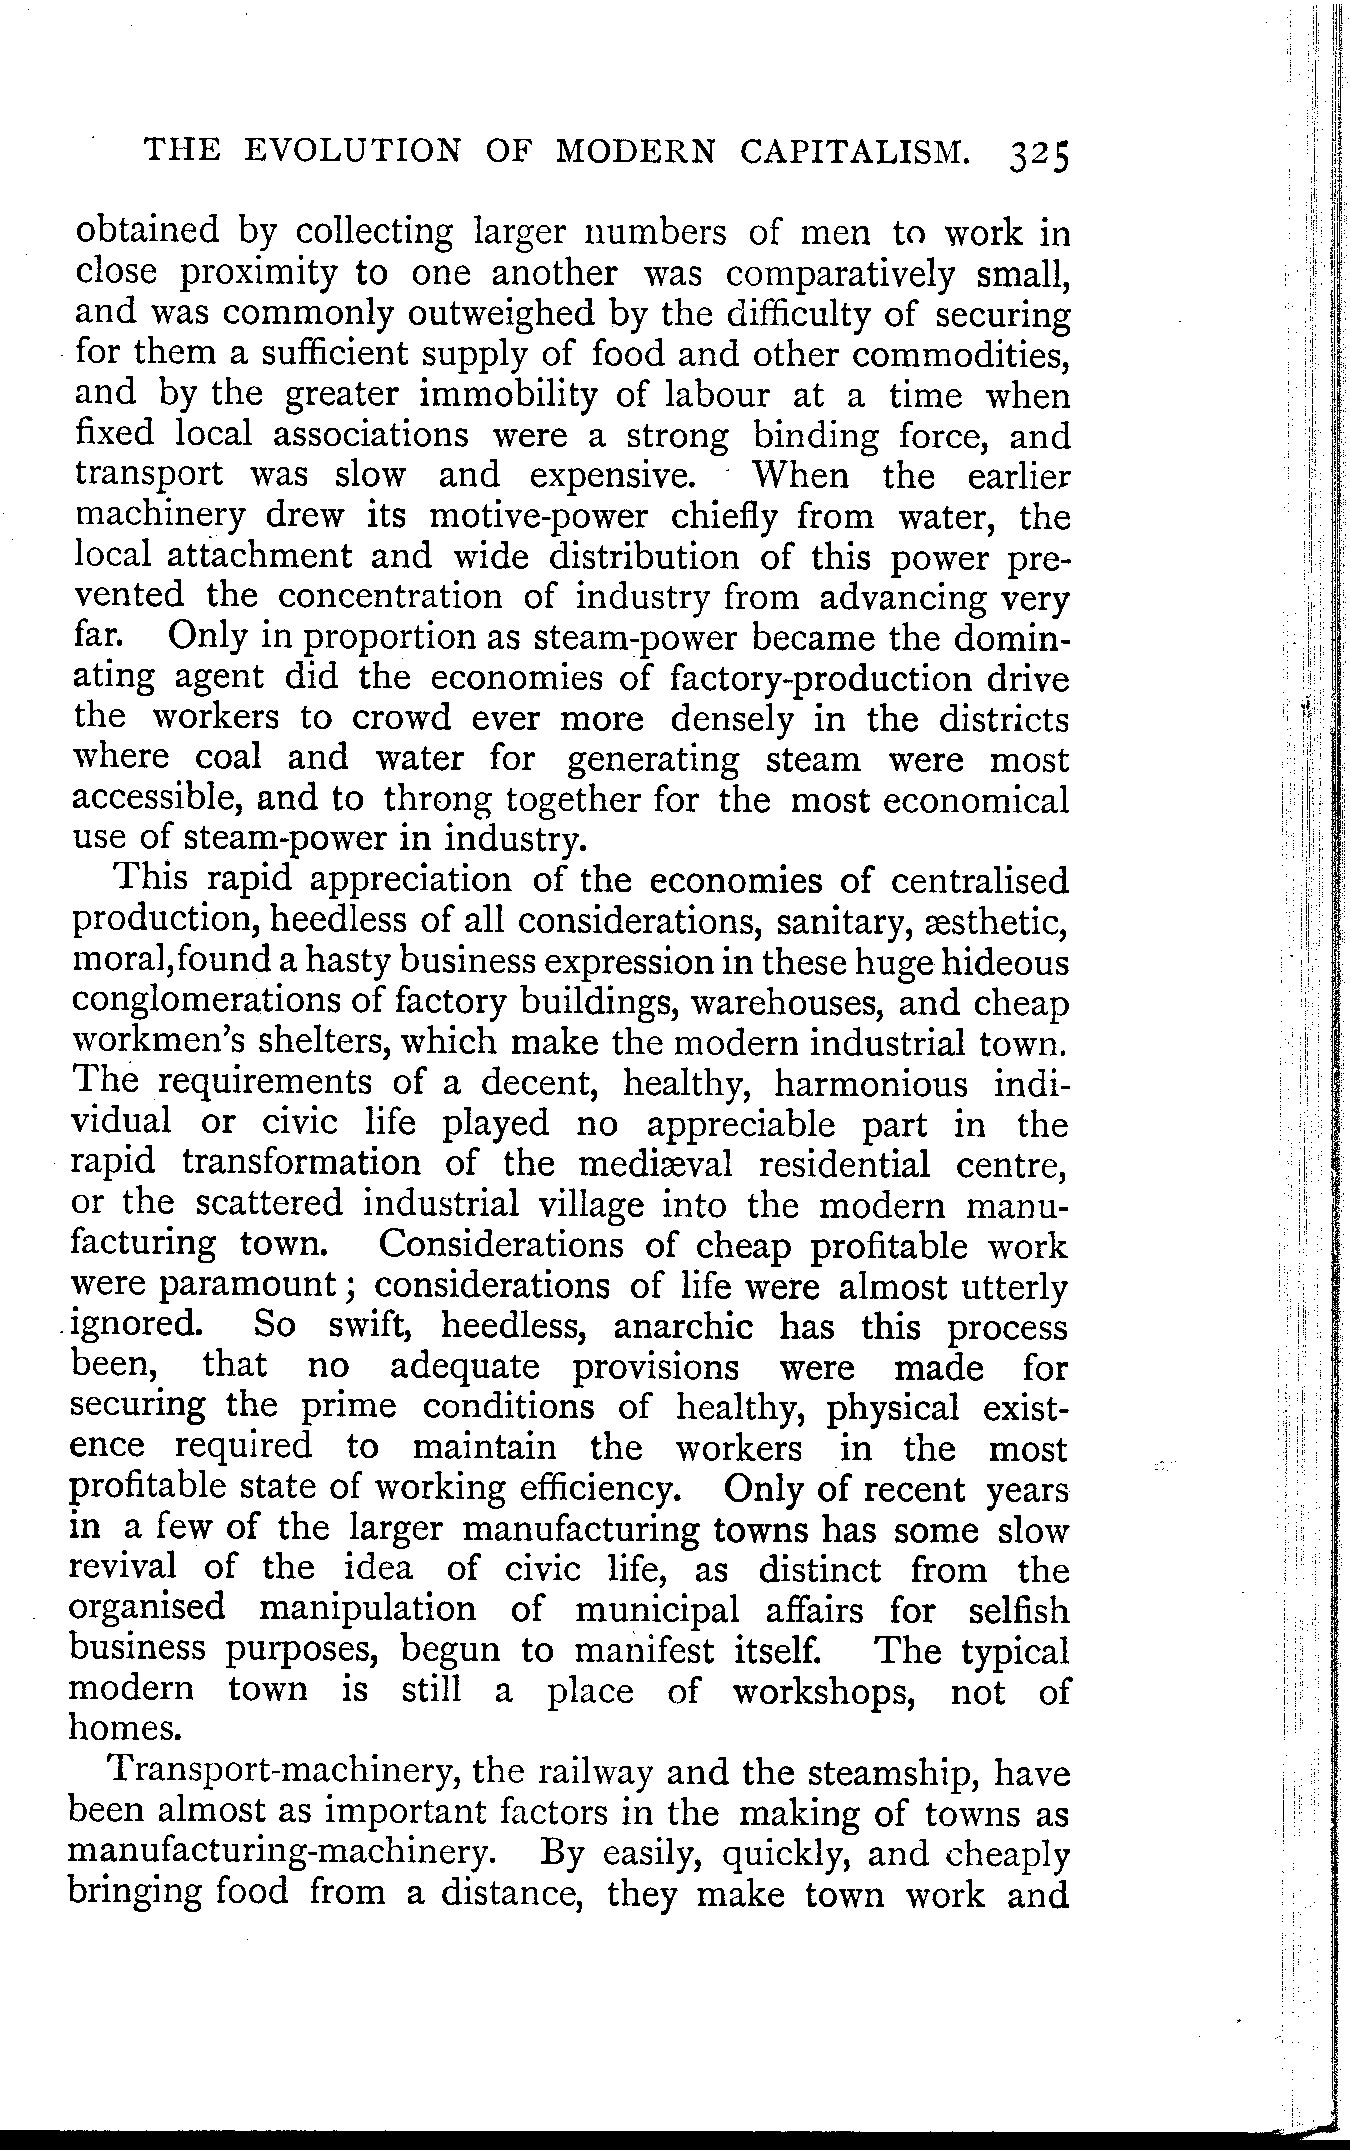 THE EVOLUTION OF MODERN CAPITALISM. 325
obtained by collecting larger numbers of men to work in
close proximity to one another was comparatively small,
and was commonly outweighed by the difficulty of securing
for them a sufficient supply of food and other commodities,
and by the greater immobility of labour at a time when
fixed local associations were a strong binding force, and
transport was slow and expensive. When the earlier
machinery drew its motive-power chiefly from water, the
local attachment and wide distribution of this power pre-
vented the concentration of industry from advancing very
far. Only in proportion as steam-power became the domin-
ating agent did the economies of factory-production drive
the workers to crowd ever more densely in the districts
where coal and water for generating steam were most
accessible, and to throng together for the most economical
use of steam-power in industry.
This rapid appreciation of the economies of centralised
production, heedless of all considerations, sanitary, æsthetic,
moral, found a hasty business expression in these huge hideous
conglomerations of factory buildings, warehouses, and cheap
workmen's shelters, which make the modern industrial town.
The requirements of a decent, healthy, harmonious indi-
vidual or civic life played no appreciable part in the
rapid transformation of the mediæval residential centre,
or the scattered industrial village into the modern manu-
facturing town. Considerations of cheap profitable work
were paramount; considerations of life were almost utterly
ignored. So swift, heedless, anarchic has this process
been, that no adequate provisions were made for
securing the prime conditions of healthy, physical exist-
ence required to maintain the workers in the most
profitable state of working efficiency. Only of recent years
in a few of the larger manufacturing towns has some slow
revival of the idea of civic life, as distinct from the
organised manipulation of municipal affairs for selfish
business purposes, begun to manifest itself. The typical
modern town is still a place of workshops, not of
homes.
Transport-machinery, the railway and the steamship, have
been almost as important factors in the making of towns as
manufacturing-machinery. By easily, quickly, and cheaply
bringing food from a distance, they make town work and